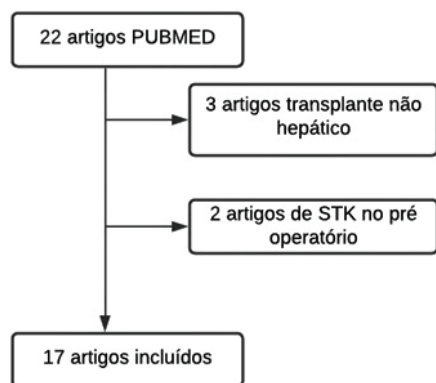 22 artigos PUBMED
3 artigos transplante não
hepático
2 artigos de STK no pré
operatório
17 artigos incluídos